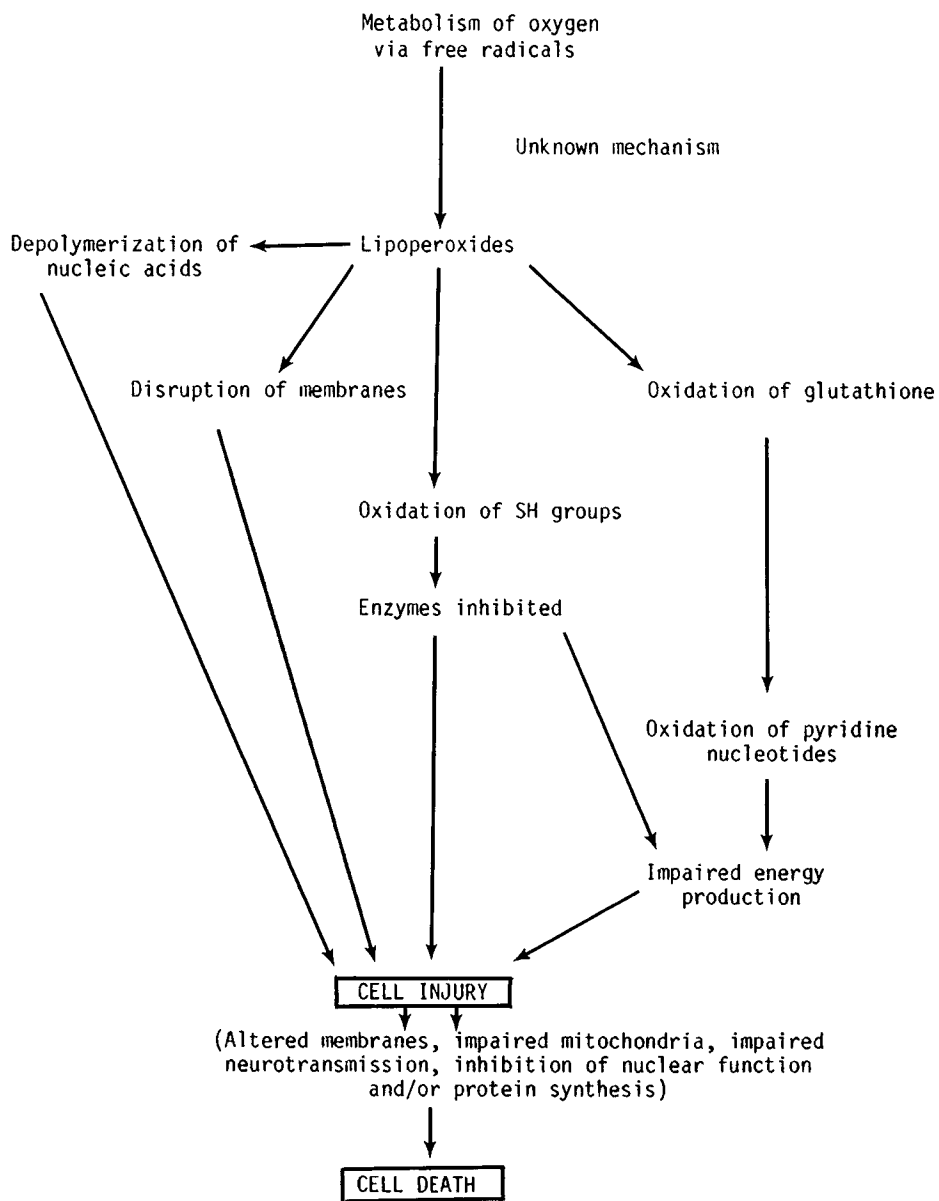 Metabolism of oxygen
via free radicals
Unknown mechanism
Depolymerization of
nucleic acids
Lipoperoxides
Disruption of membranes
Oxidation of glutathione
Oxidation of SH groups
Enzymes inhibited
Oxidation of pyridine
nucleotides
Impaired energy
production
CELL INJURY
(Altered membranes, impaired mitochondria, impaired
neurotransmission, inhibition of nuclear function
and/or protein synthesis)
CELL DEATH